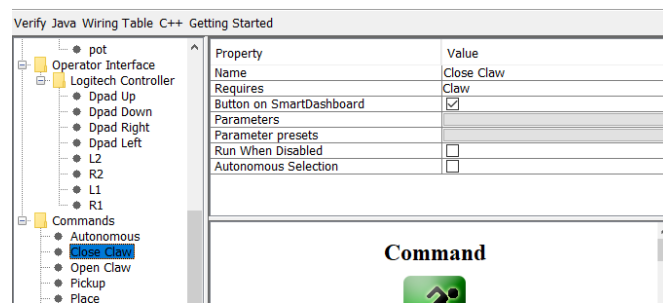 Verify Java Wiring Table C++ Getting Started
pot
Operator Interface
Logitech Controller
Dpad Up
Dpad Down
Dpad Right
Dpad Left
L2
R2
L1
R1
Commands
Autonomous
Close Claw
Open Claw
Pickup
Place
Property Value
Name Close Claw
Requires Claw
Button on SmartDashboard
Parameters
Parameter presets
Run When Disabled
Autonomous Selection
Command